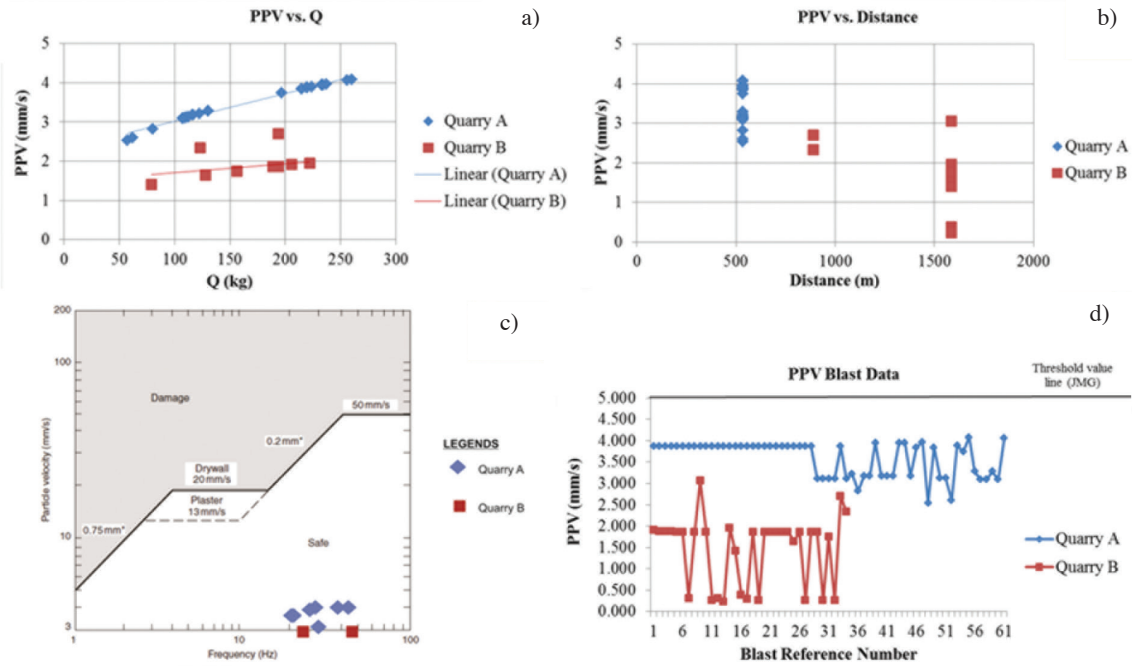 PPV vs. Q
a)
5
4
3
2
1
0
PPV (mm/s)
0 50 100 150 200 250 300
Q (kg)
Quarry A
Quarry B
Linear (Quarry A)
Linear (Quarry B)
PPV vs. Distance
b)
5
4
3
2
1
0
PPV (mm/s)
0 500 1000 1500 2000
Distance (m)
Quarry A
Quarry B
c)
200
100
10
3
Particle velocity (mm/s)
Damage
50 mm/s
0.2 mm"
Drywall
20 mm/s
Plaster
13 mm/s
0.75 mm"
Safe
1 10 100
Frequency (Hz)
LEGENDS
Quarry A
Quarry B
d)
PPV Blast Data
Threshold value
line (JMG)
5.000
4.500
4.000
3.500
3.000
2.500
2.000
1.500
1.000
0.500
0.000
PPV (mm/s)
1 6 11 16 21 26 31 36 41 46 51 56 61
Blast Reference Number
Quarry A
Quarry B